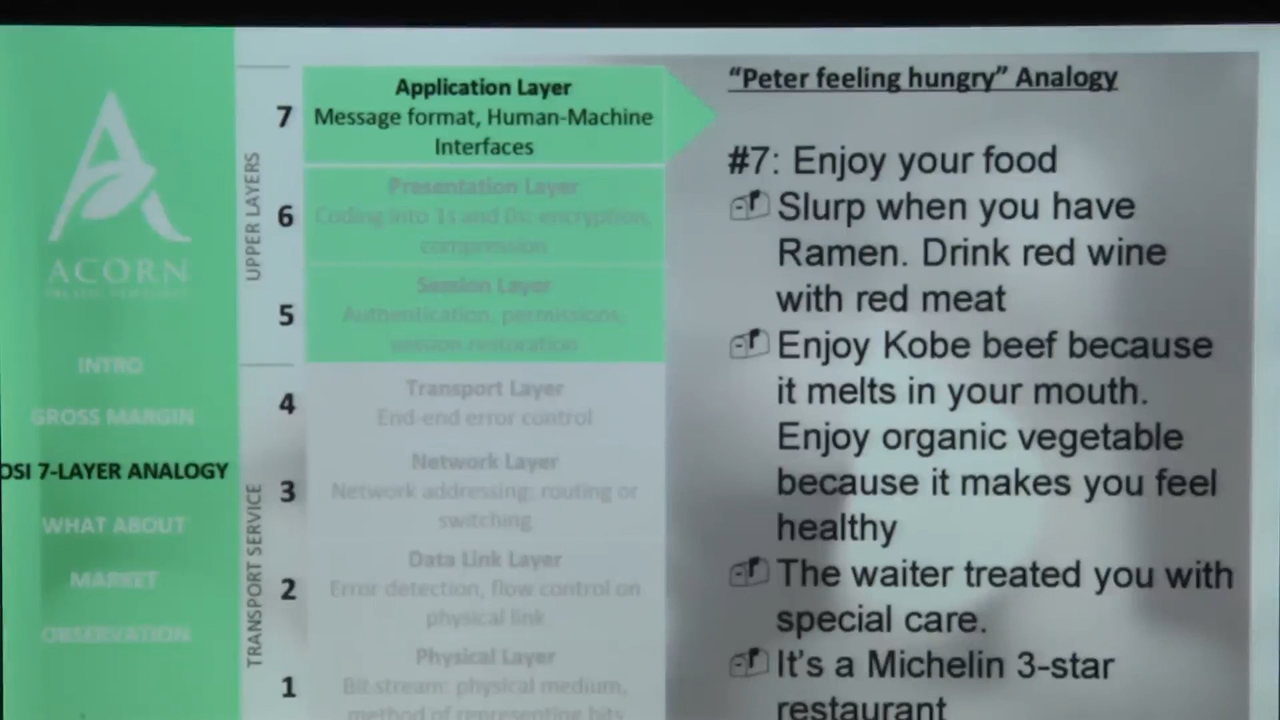 ACORN
INTRO
GROSS MARGIN
OSI 7-LAYER ANALOGY
WHAT ABOUT
MARKET
OBSERVATION
UPPER LAYERS
TRANSPORT SERVICE
7
Application Layer
Message format, Human-Machine
Interfaces
6
Presentation Layer
Coding into 1s and 0s: encryption,
compression
5
Session Layer
Authentication, permissions,
session restoration
4
Transport Layer
End-end error control
3
Network Layer
Network addressing: routing or
switching
2
Data Link Layer
Error detection, flow control on
physical link
1
Physical Layer
Bit stream: physical medium,
method of representing bits
“Peter feeling hungry” Analogy
#7: Enjoy your food
Slurp when you have
Ramen. Drink red wine
with red meat
Enjoy Kobe beef because
it melts in your mouth.
Enjoy organic vegetable
because it makes you feel
healthy
The waiter treated you with
special care.
It’s a Michelin 3-star
restaurant